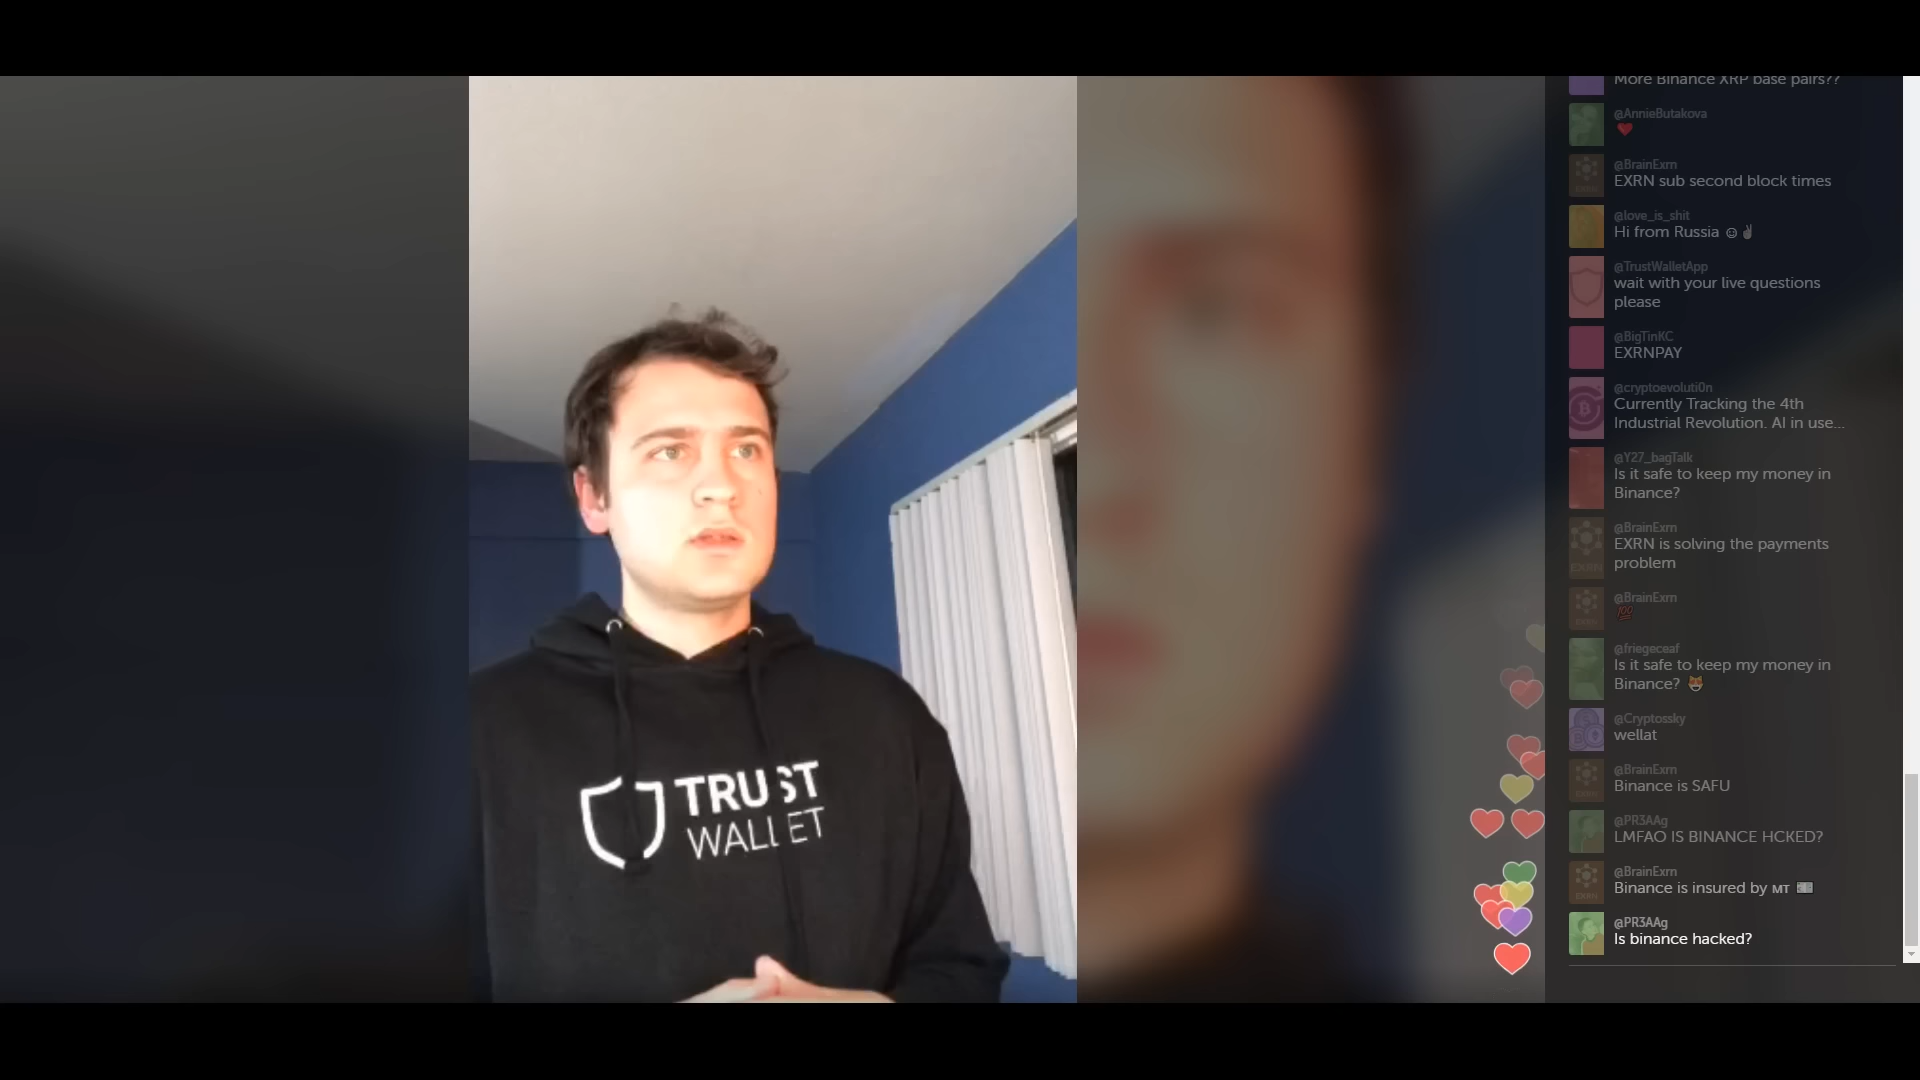 TRUST
WALLET
More Binance XRP base pairs??
@AnnieButakova
❤️
@BrainExrn
EXRN sub second block times
@love_is_shit
Hi from Russia ☺✌
@TrustWalletApp
wait with your live questions
please
@BigTinKC
EXRNPAY
@cryptoevoluti0n
Currently Tracking the 4th
Industrial Revolution. AI in use...
@Y27_bagTalk
Is it safe to keep my money in
Binance?
@BrainExrn
EXRN is solving the payments
problem
@BrainExrn
💯
@friegeceaf
Is it safe to keep my money in
Binance? 😻
@Cryptossky
wellat
@BrainExrn
Binance is SAFU
@PR3AAg
LMFAO IS BINANCE HCKED?
@BrainExrn
Binance is insured by ᴍᴛ
@PR3AAg
Is binance hacked?